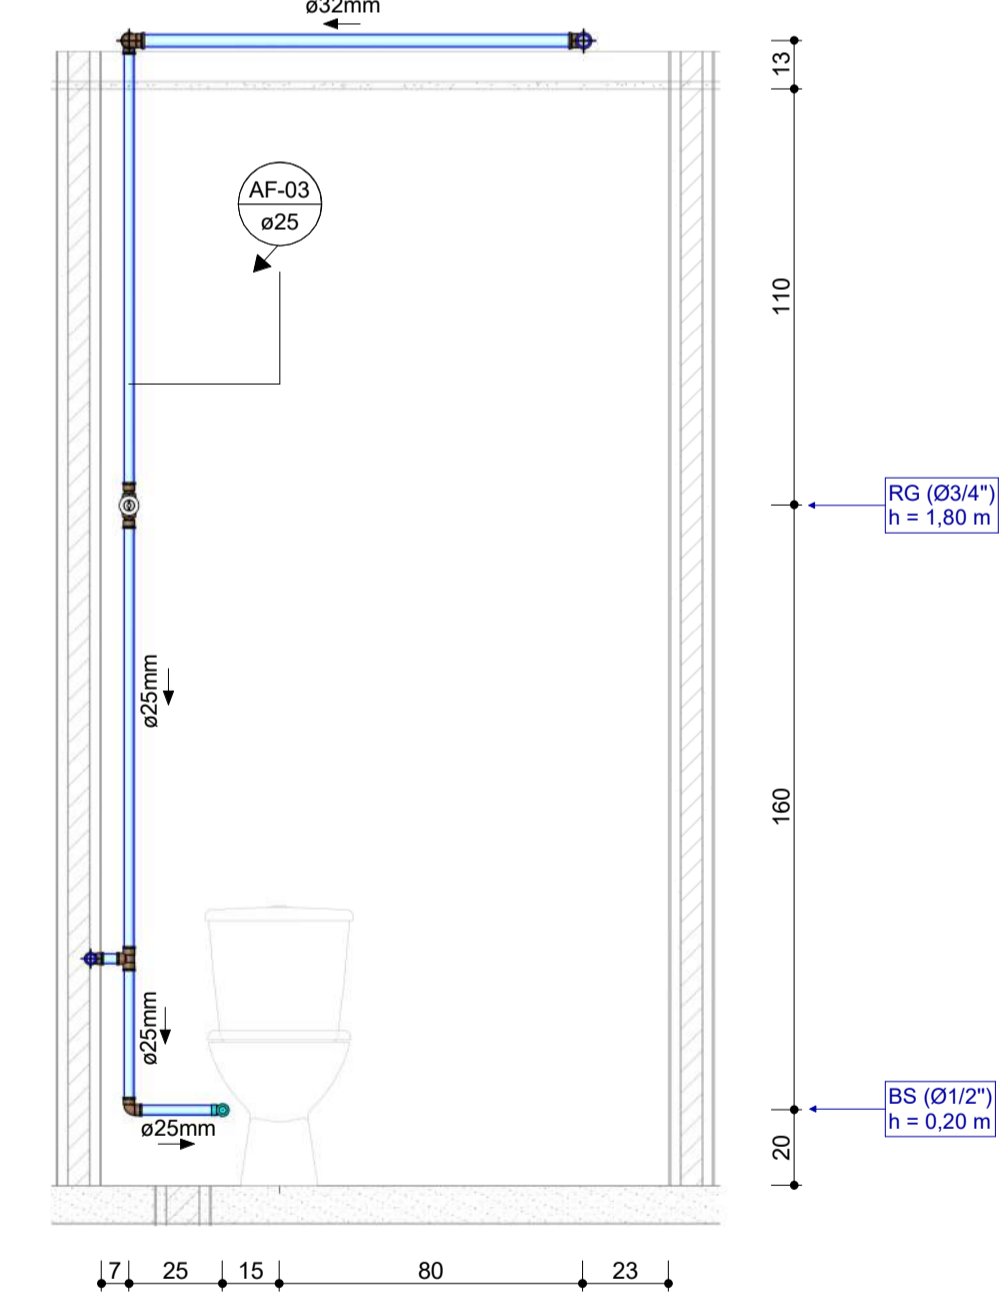 ø32mm
13
AF-03
ø25
110
RG (Ø3/4")
h = 1,80 m
ø25mm
160
ø25mm
BS (Ø1/2")
h = 0,20 m
ø25mm
20
7 25 15 80 23